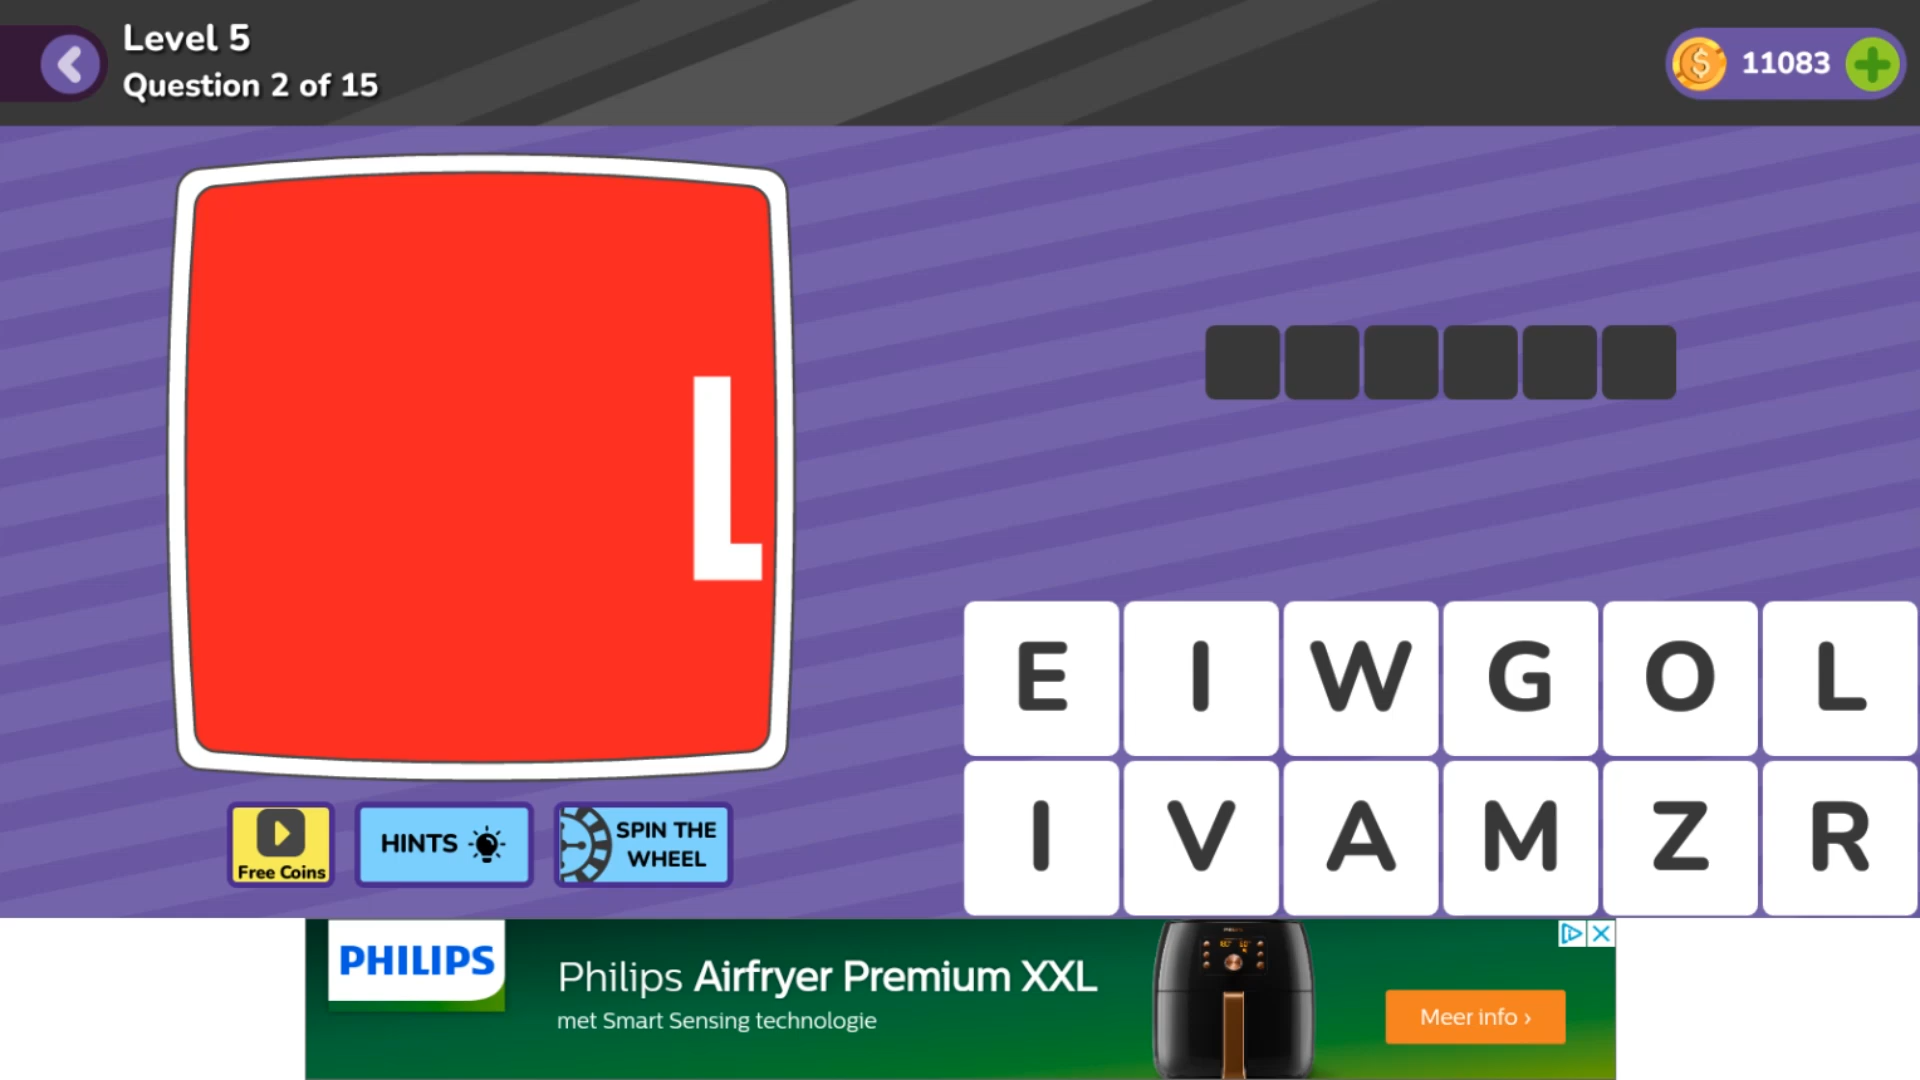 Level 5
Question 2 of 15
11083
L
E I W G O L
I V A M Z R
Free Coins
HINTS
SPIN THE
WHEEL
PHILIPS
Philips Airfryer Premium XXL
met Smart Sensing technologie
Meer info ›